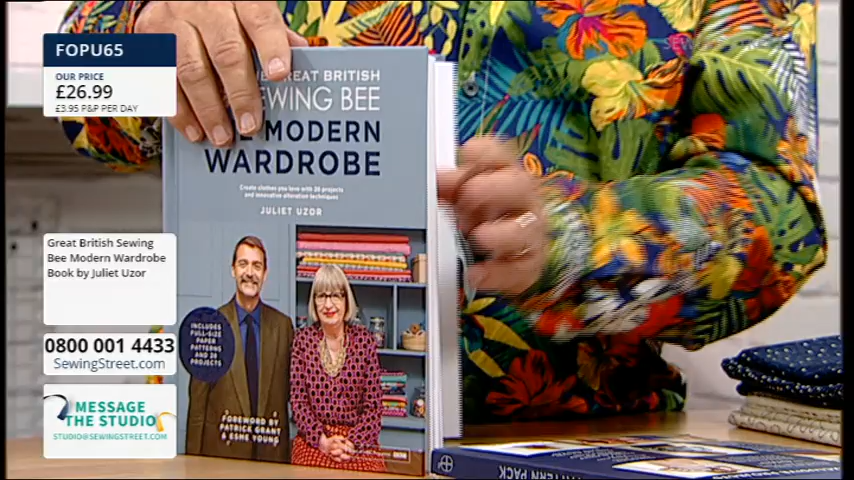 FOPU65
OUR PRICE
£26.99
£3.95 P&P PER DAY
Great British Sewing
Bee Modern Wardrobe
Book by Juliet Uzor
0800 001 4433
SewingStreet.com
MESSAGE
THE STUDIO
STUDIO@SEWINGSTREET.COM
GREAT BRITISH
SEWING BEE
MODERN
WARDROBE
Create clothes you love with 20 projects
and innovative alteration techniques
JULIET UZOR
INCLUDES
FULL-SIZE
PAPER
PATTERNS
AND 20
PROJECTS
FOREWORD BY
PATRICK GRANT
& ESME YOUNG
BBC
PATTERN PACK